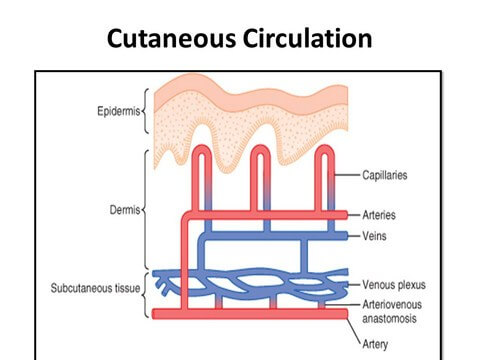 Cutaneous Circulation
Epidermis
Dermis
Subcutaneous tissue
Capillaries
Arteries
Veins
Venous plexus
Arteriovenous
anastomosis
Artery